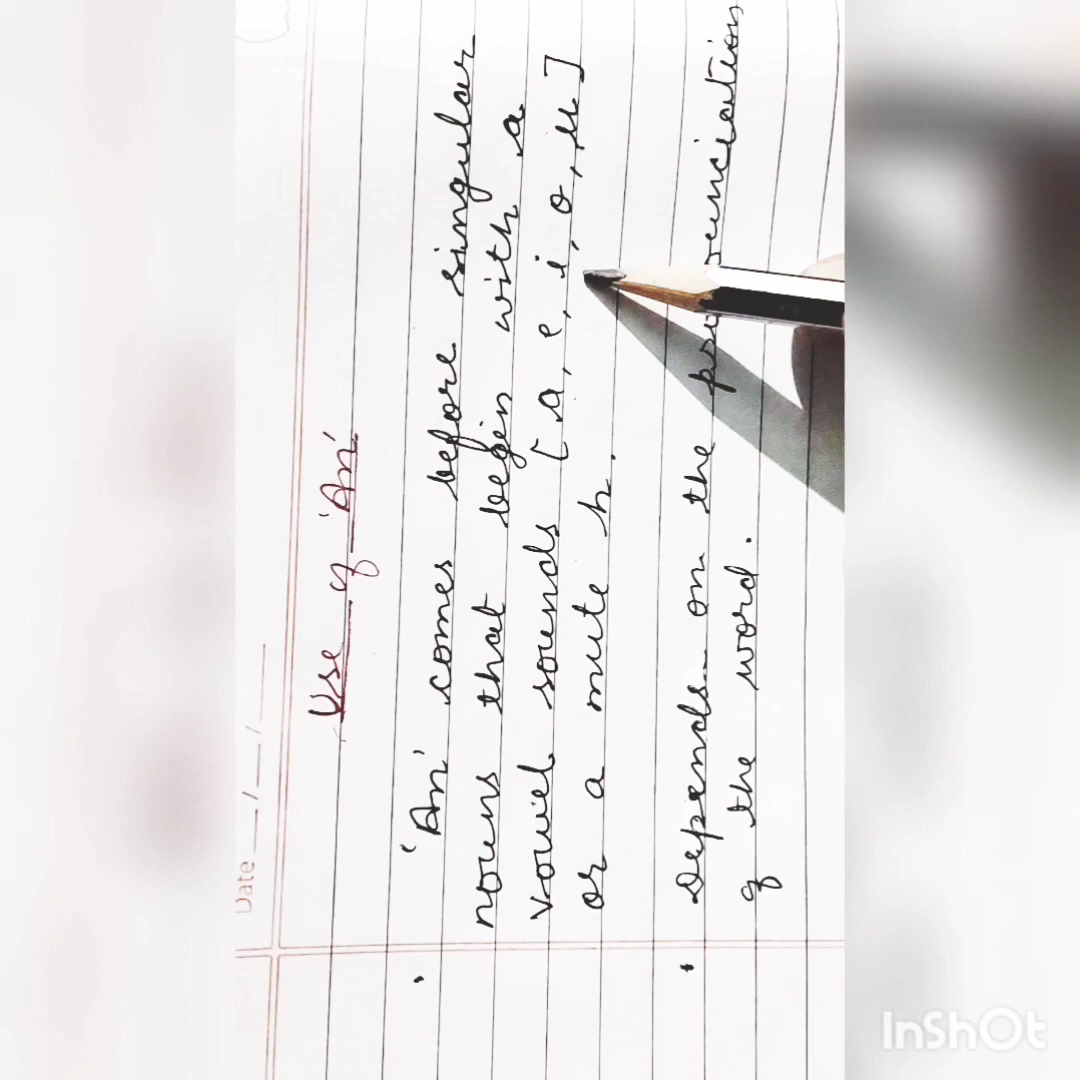 Date __/__/__
Use of 'An'
• 'An' comes before singular
nouns that begin with a
vowel sounds [a, e, i, o, u]
or a mute h.
• Depends on the pronunciation
of the word.
InShOt